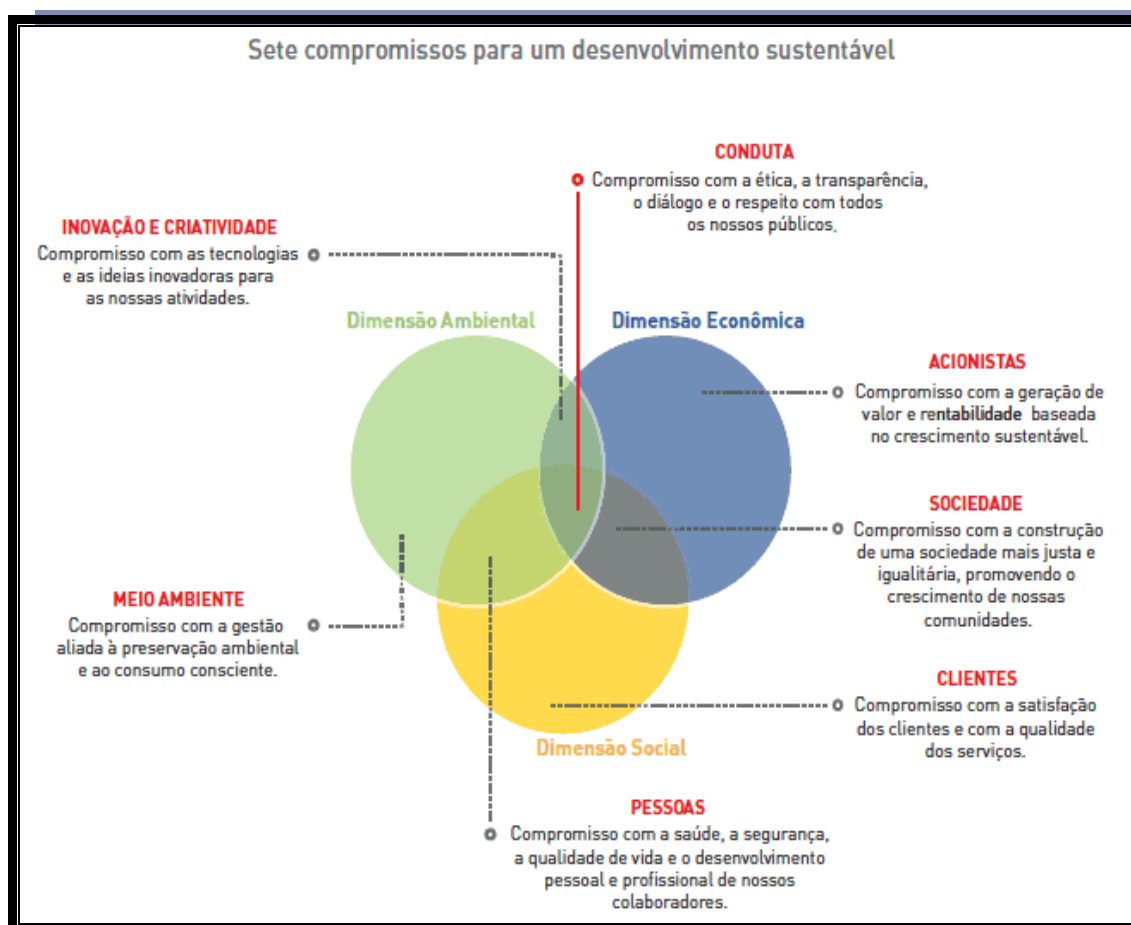 Sete compromissos para um desenvolvimento sustentável
CONDUTA
Compromisso com a ética, a transparência,
o diálogo e o respeito com todos
os nossos públicos.
INOVAÇÃO E CRIATIVIDADE
Compromisso com as tecnologias
e as ideias inovadoras para
as nossas atividades.
Dimensão Ambiental
Dimensão Econômica
ACIONISTAS
Compromisso com a geração de
valor e rentabilidade baseada
no crescimento sustentável.
SOCIEDADE
Compromisso com a construção
de uma sociedade mais justa e
igualitária, promovendo o
crescimento de nossas
comunidades.
MEIO AMBIENTE
Compromisso com a gestão
aliada à preservação ambiental
e ao consumo consciente.
CLIENTES
Compromisso com a satisfação
dos clientes e com a qualidade
dos serviços.
Dimensão Social
PESSOAS
Compromisso com a saúde, a segurança,
a qualidade de vida e o desenvolvimento
pessoal e profissional de nossos
colaboradores.